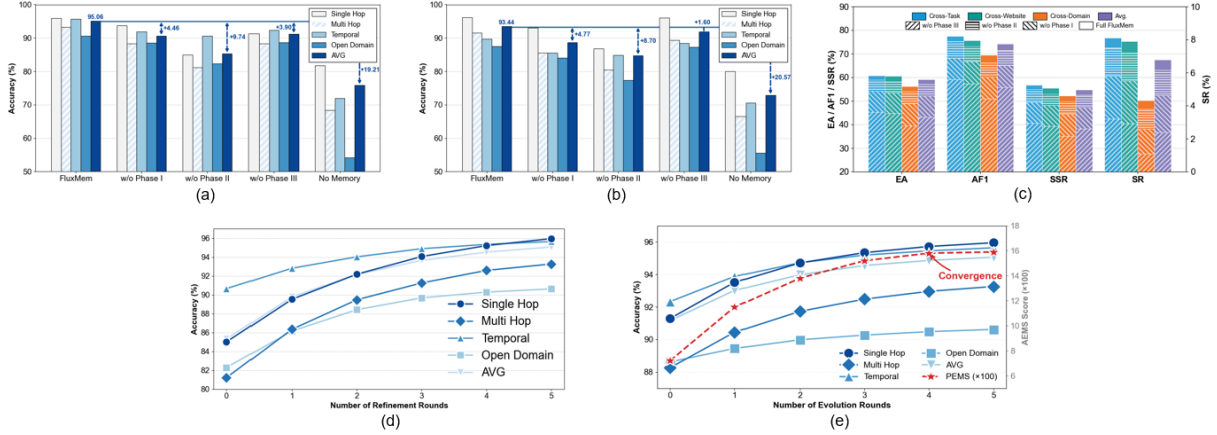 100
90
80
70
60
50
Accuracy (%)
95.06
+4.46
+9.74
+3.90
+19.21
Single Hop
Multi Hop
Temporal
Open Domain
AVG
FluxMem
w/o Phase I
w/o Phase II
w/o Phase III
No Memory
(a)
100
90
80
70
60
50
Accuracy (%)
93.44
+4.77
+8.70
+1.60
+20.57
Single Hop
Multi Hop
Temporal
Open Domain
AVG
FluxMem
w/o Phase I
w/o Phase II
w/o Phase III
No Memory
(b)
Cross-Task
Cross-Website
Cross-Domain
Avg.
w/o Phase III
w/o Phase II
w/o Phase I
Full FluxMem
90
80
70
60
50
40
30
20
EA / AF1 / SSR (%)
10
8
6
4
2
0
SR (%)
EA
AF1
SSR
SR
(c)
96
94
92
90
88
86
84
82
80
Accuracy (%)
Single Hop
Multi Hop
Temporal
Open Domain
AVG
0
1
2
3
4
5
Number of Refinement Rounds
(d)
96
94
92
90
88
Accuracy (%)
18
16
14
12
10
8
6
AEMS Score (×100)
Convergence
Single Hop
Multi Hop
Temporal
Open Domain
AVG
PEMS (×100)
0
1
2
3
4
5
Number of Evolution Rounds
(e)